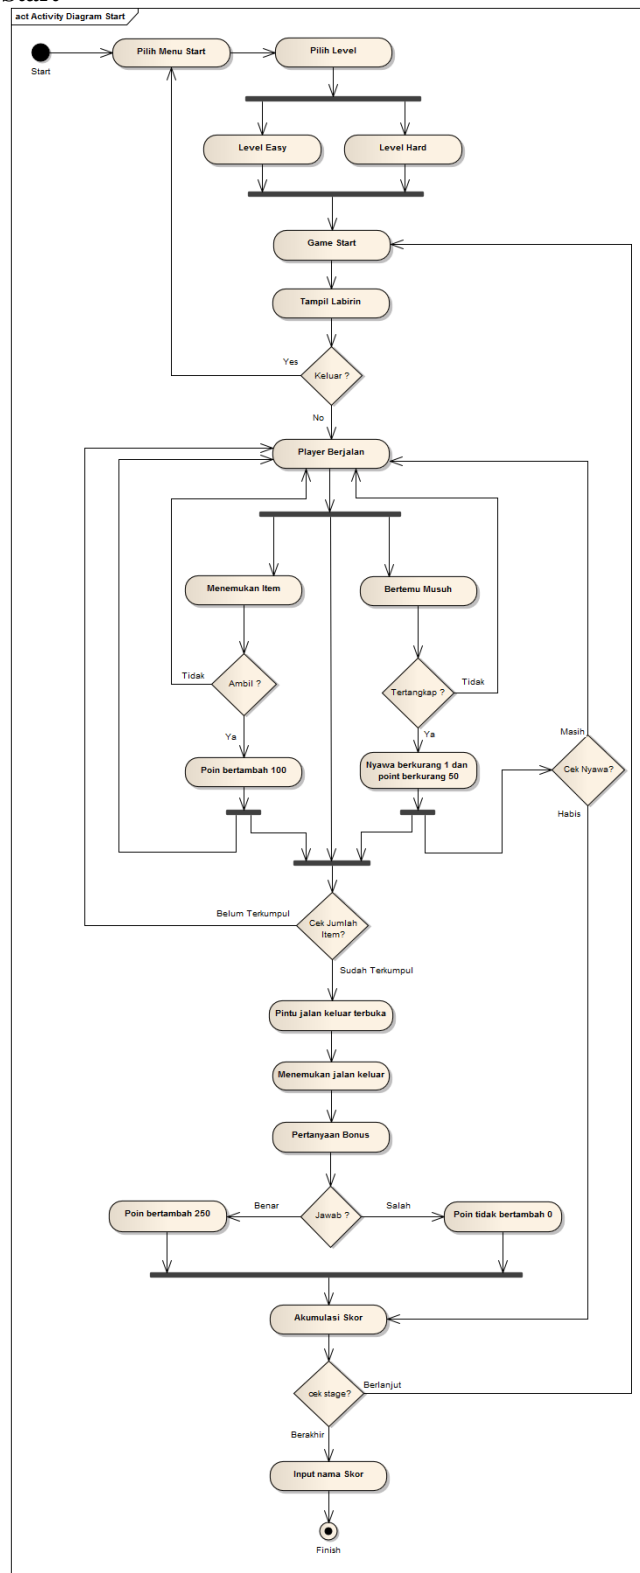 Start
act Activity Diagram Start
Pilih Menu Start
Pilih Level
Start
Level Easy
Level Hard
Game Start
Tampil Labirin
Yes
Keluar ?
No
Player Berjalan
Menemukan Item
Bertemu Musuh
Tidak
Ambil ?
Tertangkap ?
Tidak
Ya
Ya
Masih
Poin bertambah 100
Nyawa berkurang 1 dan
point berkurang 50
Cek Nyawa?
Habis
Belum Terkumpul
Cek Jumlah
Item?
Sudah Terkumpul
Pintu jalan keluar terbuka
Menemukan jalan keluar
Pertanyaan Bonus
Poin bertambah 250
Benar
Jawab ?
Salah
Poin tidak bertambah 0
Akumulasi Skor
cek stage?
Berlanjut
Berakhir
Input nama Skor
Finish